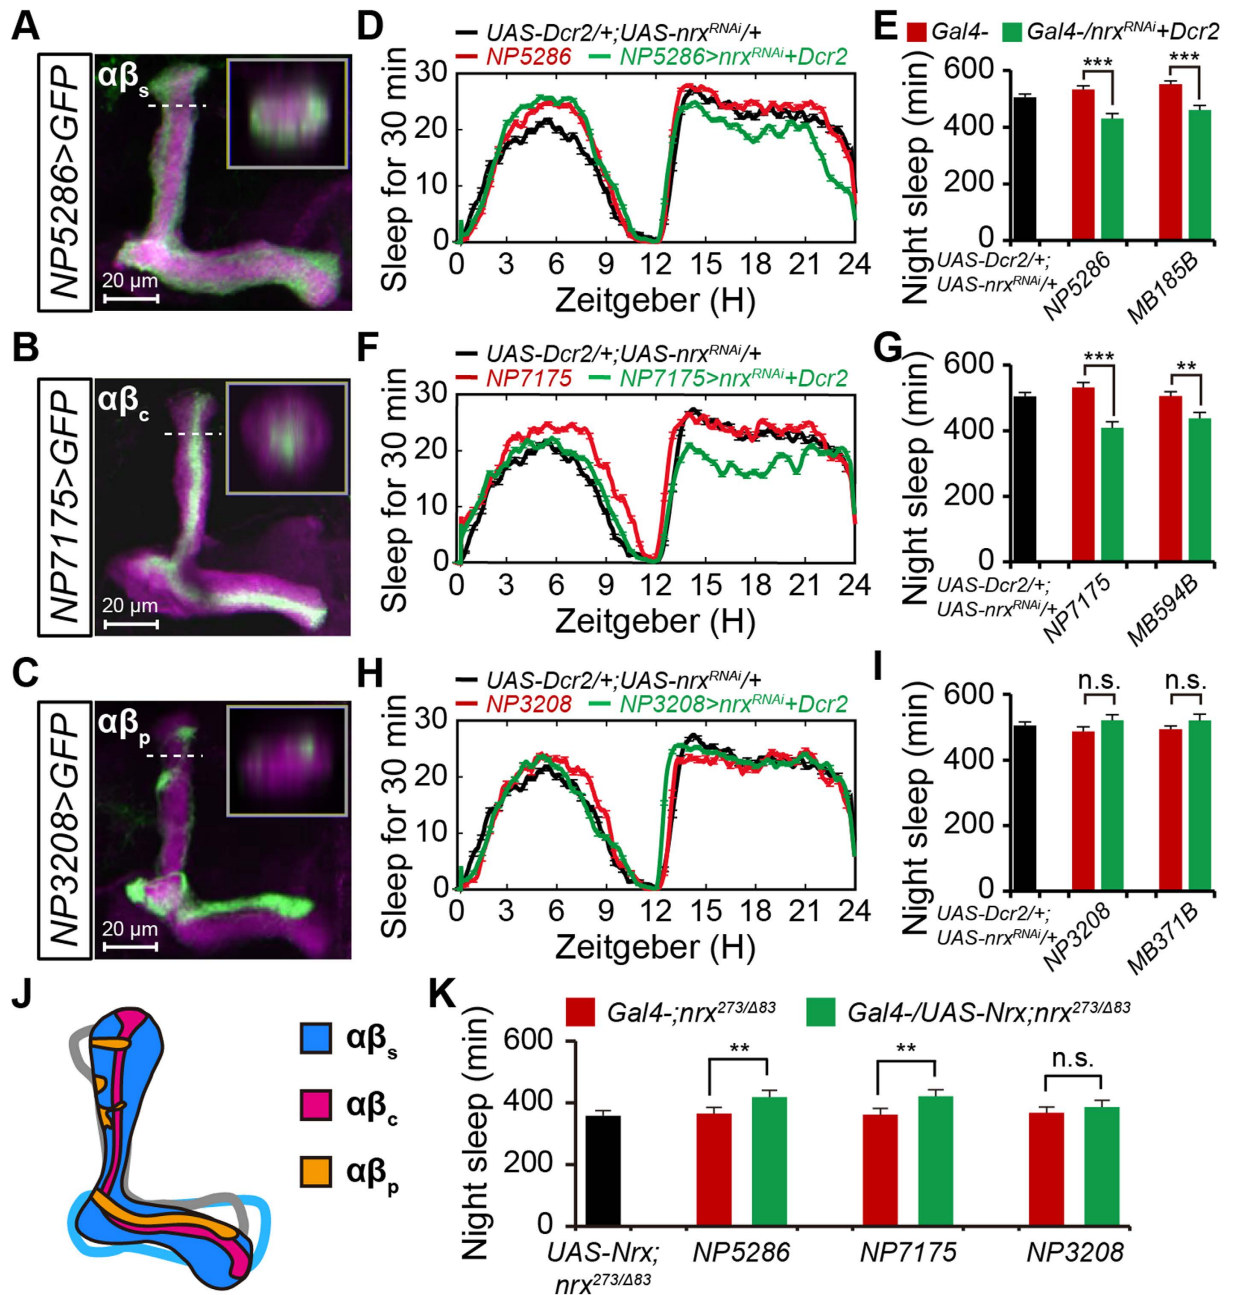 A
NP5286>GFP
αβs
20 µm
D
UAS-Dcr2/+;UAS-nrxRNAi/+
NP5286 NP5286>nrxRNAi+Dcr2
Sleep for 30 min
30
20
10
0
0 3 6 9 12 15 18 21 24
Zeitgeber (H)
E
Gal4- Gal4-/nrxRNAi+Dcr2
Night sleep (min)
600
400
200
0
*** ***
UAS-Dcr2/+;
UAS-nrxRNAi/+
NP5286
MB185B
B
NP7175>GFP
αβc
20 µm
F
UAS-Dcr2/+;UAS-nrxRNAi/+
NP7175 NP7175>nrxRNAi+Dcr2
Sleep for 30 min
30
20
10
0
0 3 6 9 12 15 18 21 24
Zeitgeber (H)
G
Night sleep (min)
600
400
200
0
*** **
UAS-Dcr2/+;
UAS-nrxRNAi/+
NP7175
MB594B
C
NP3208>GFP
αβp
20 µm
H
UAS-Dcr2/+;UAS-nrxRNAi/+
NP3208 NP3208>nrxRNAi+Dcr2
Sleep for 30 min
30
20
10
0
0 3 6 9 12 15 18 21 24
Zeitgeber (H)
I
Night sleep (min)
600
400
200
0
n.s. n.s.
UAS-Dcr2/+;
UAS-nrxRNAi/+
NP3208
MB371B
J
αβs
αβc
αβp
K
Gal4-;nrx273/Δ83 Gal4-/UAS-Nrx;nrx273/Δ83
Night sleep (min)
600
400
200
0
** ** n.s.
UAS-Nrx;
nrx273/Δ83
NP5286 NP7175 NP3208